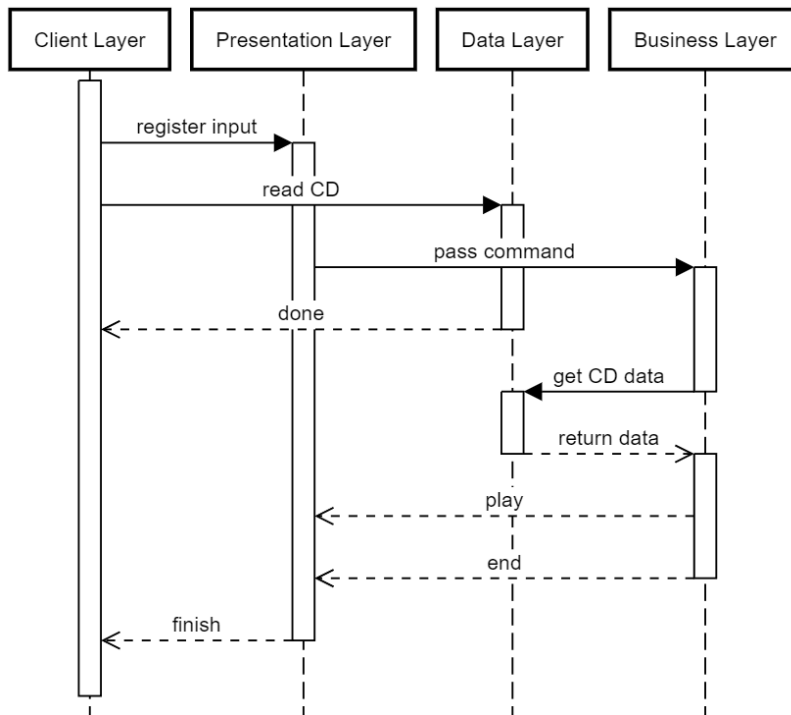 Client Layer
Presentation Layer
Data Layer
Business Layer
register input
read CD
pass command
done
get CD data
return data
play
end
finish